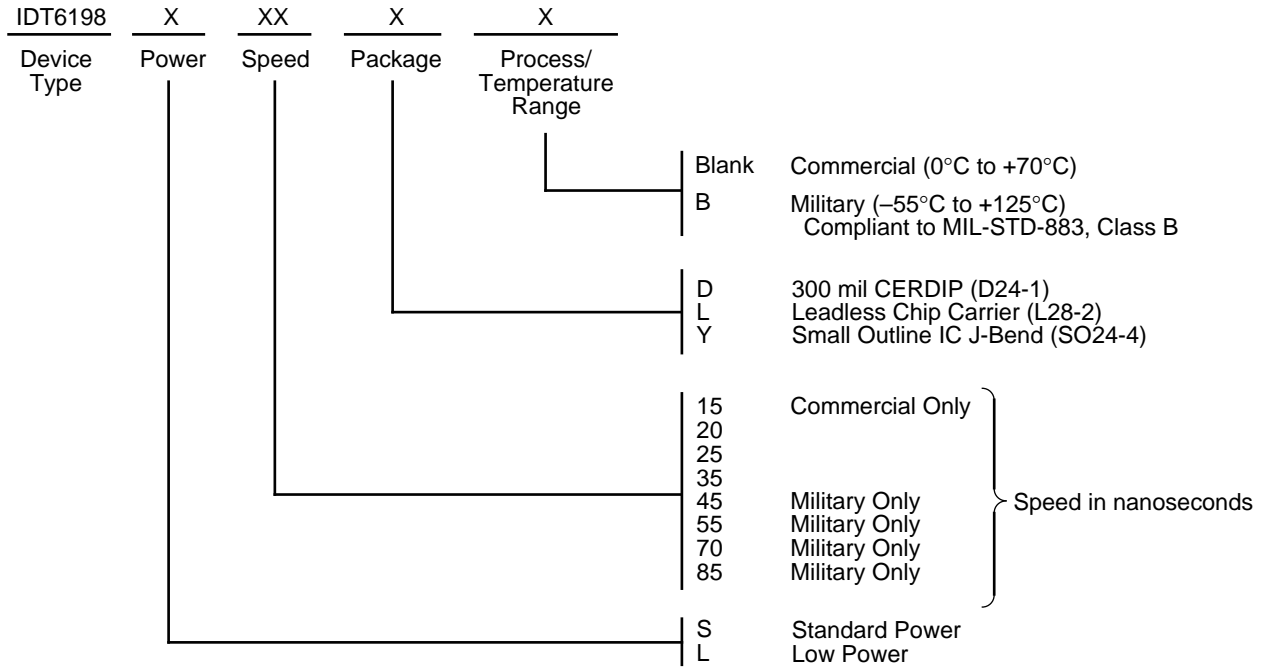 IDT6198 X XX X X
Device Type Power Speed Package Process/ Temperature Range
Blank Commercial (0°C to +70°C)
B Military (–55°C to +125°C)
Compliant to MIL-STD-883, Class B
D 300 mil CERDIP (D24-1)
L Leadless Chip Carrier (L28-2)
Y Small Outline IC J-Bend (SO24-4)
15 Commercial Only
20
25
35
45 Military Only
55 Military Only
70 Military Only
85 Military Only
Speed in nanoseconds
S Standard Power
L Low Power